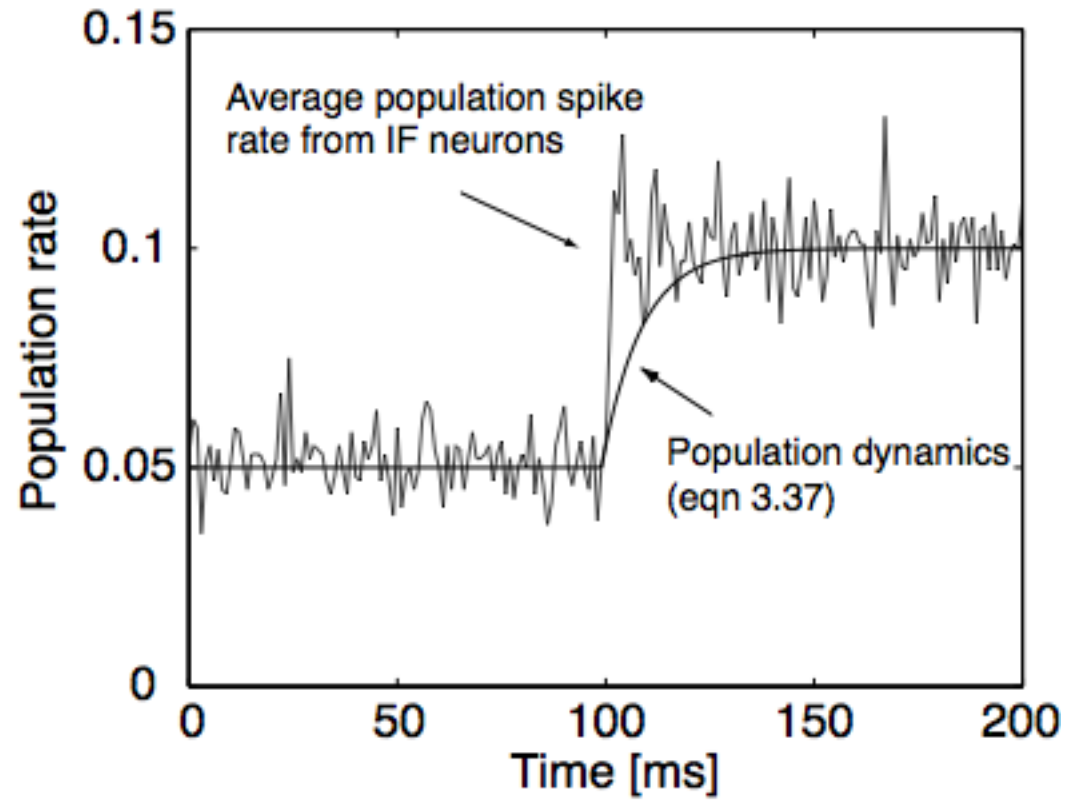 0.15
Average population spike
rate from IF neurons
Population rate
0.1
0.05
Population dynamics
(eqn 3.37)
0
0 50 100 150 200
Time [ms]